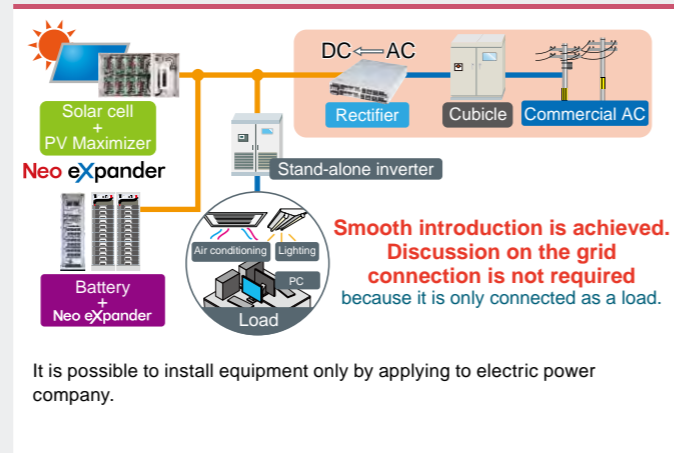 DC ← AC
Solar cell
+
PV Maximizer
Rectifier
Cubicle
Commercial AC
Neo eXpander
Stand-alone inverter
Air conditioning
Lighting
PC
Load
Battery
+
Neo eXpander
Smooth introduction is achieved.
Discussion on the grid
connection is not required
because it is only connected as a load.
It is possible to install equipment only by applying to electric power
company.